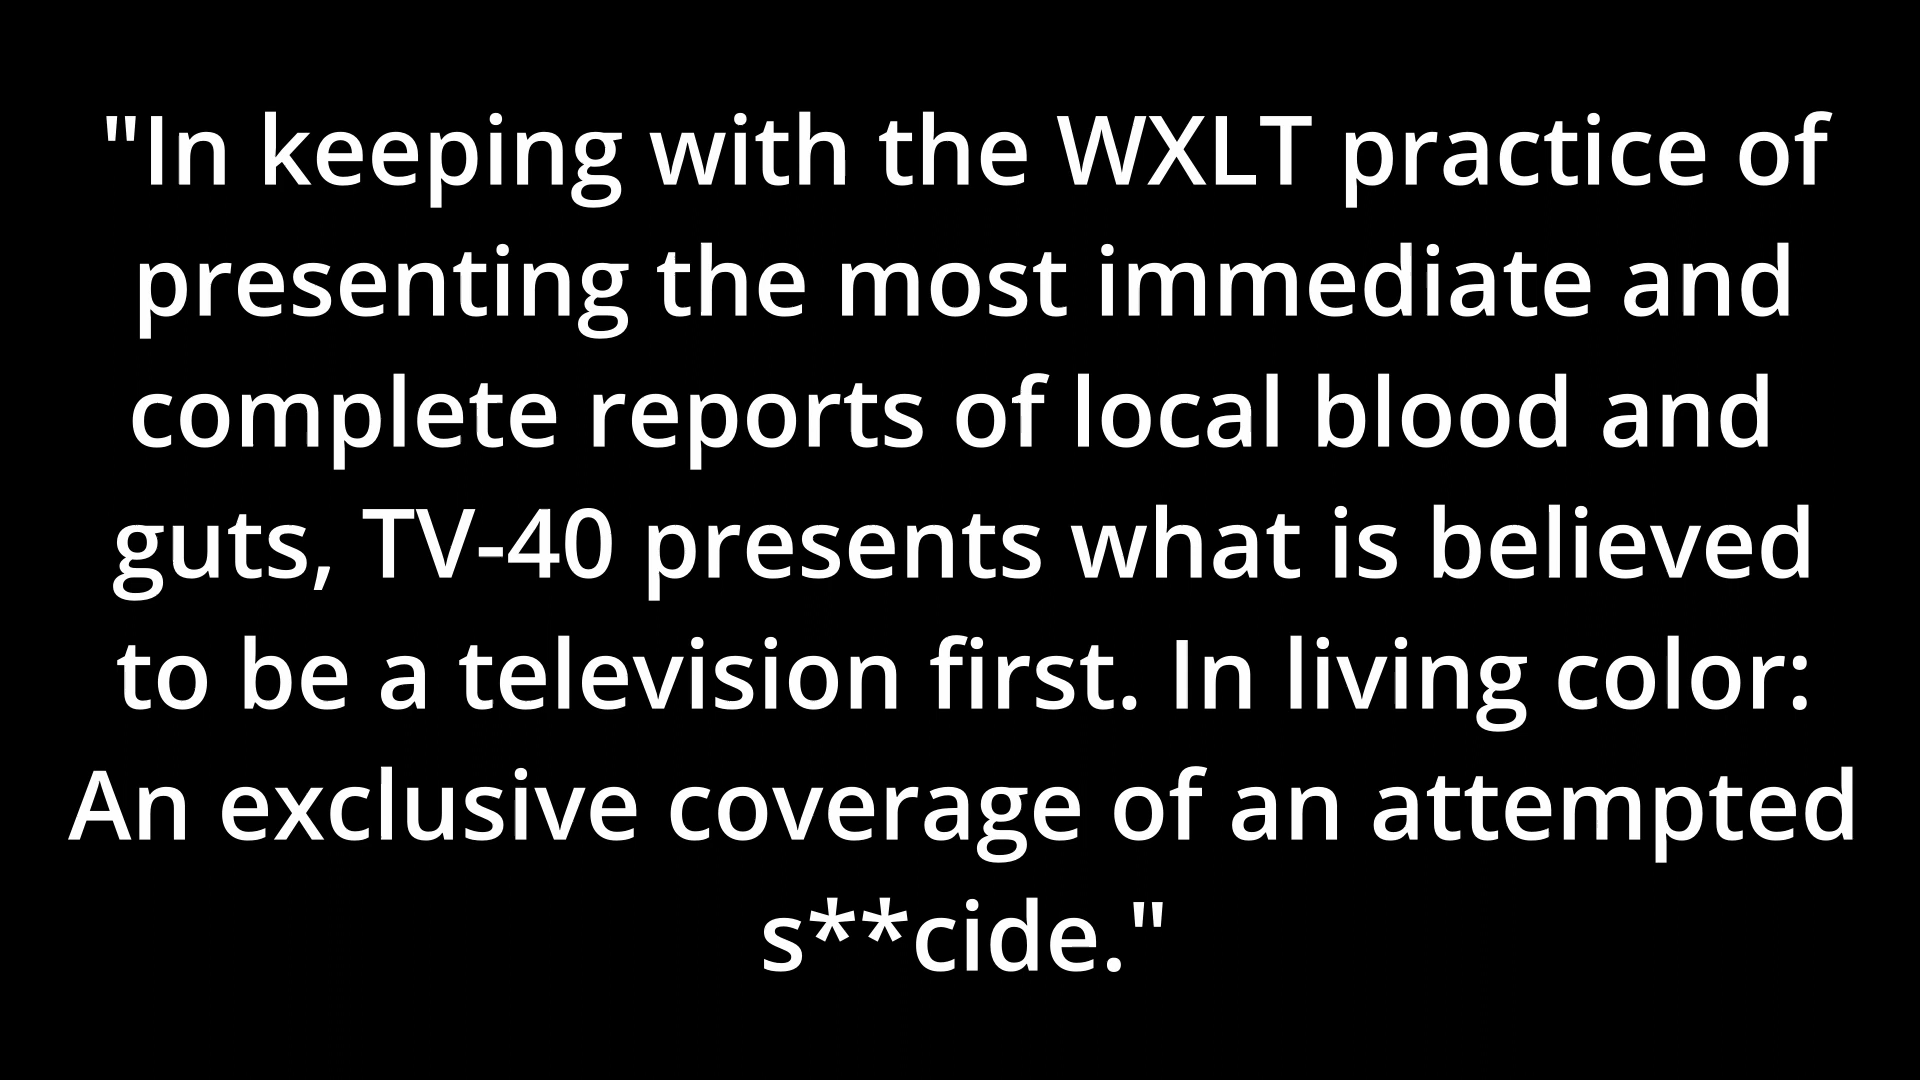 "In keeping with the WXLT practice of
presenting the most immediate and
complete reports of local blood and
guts, TV-40 presents what is believed
to be a television first. In living color:
An exclusive coverage of an attempted
s**cide."